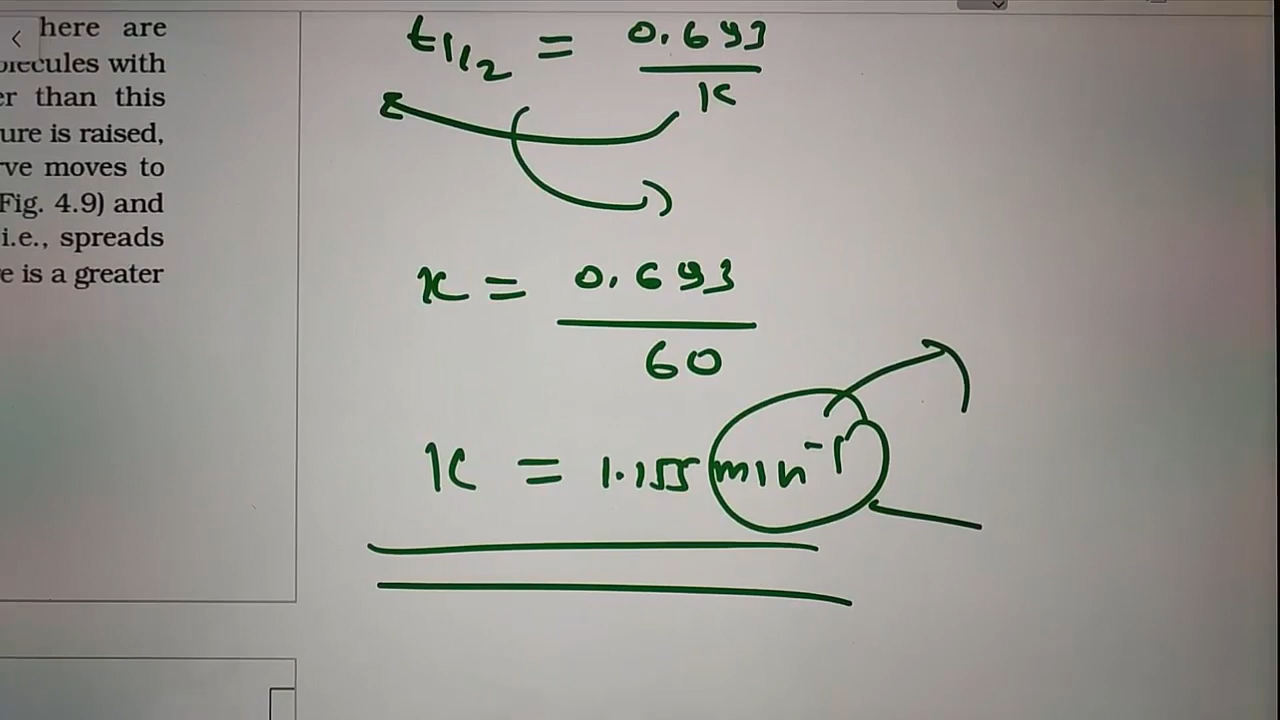 here are
olecules with
er than this
ure is raised,
rve moves to
Fig. 4.9) and
i.e., spreads
e is a greater
t1/2 = 0.693
K
K = 0.693
60
K = 1.155 min⁻¹